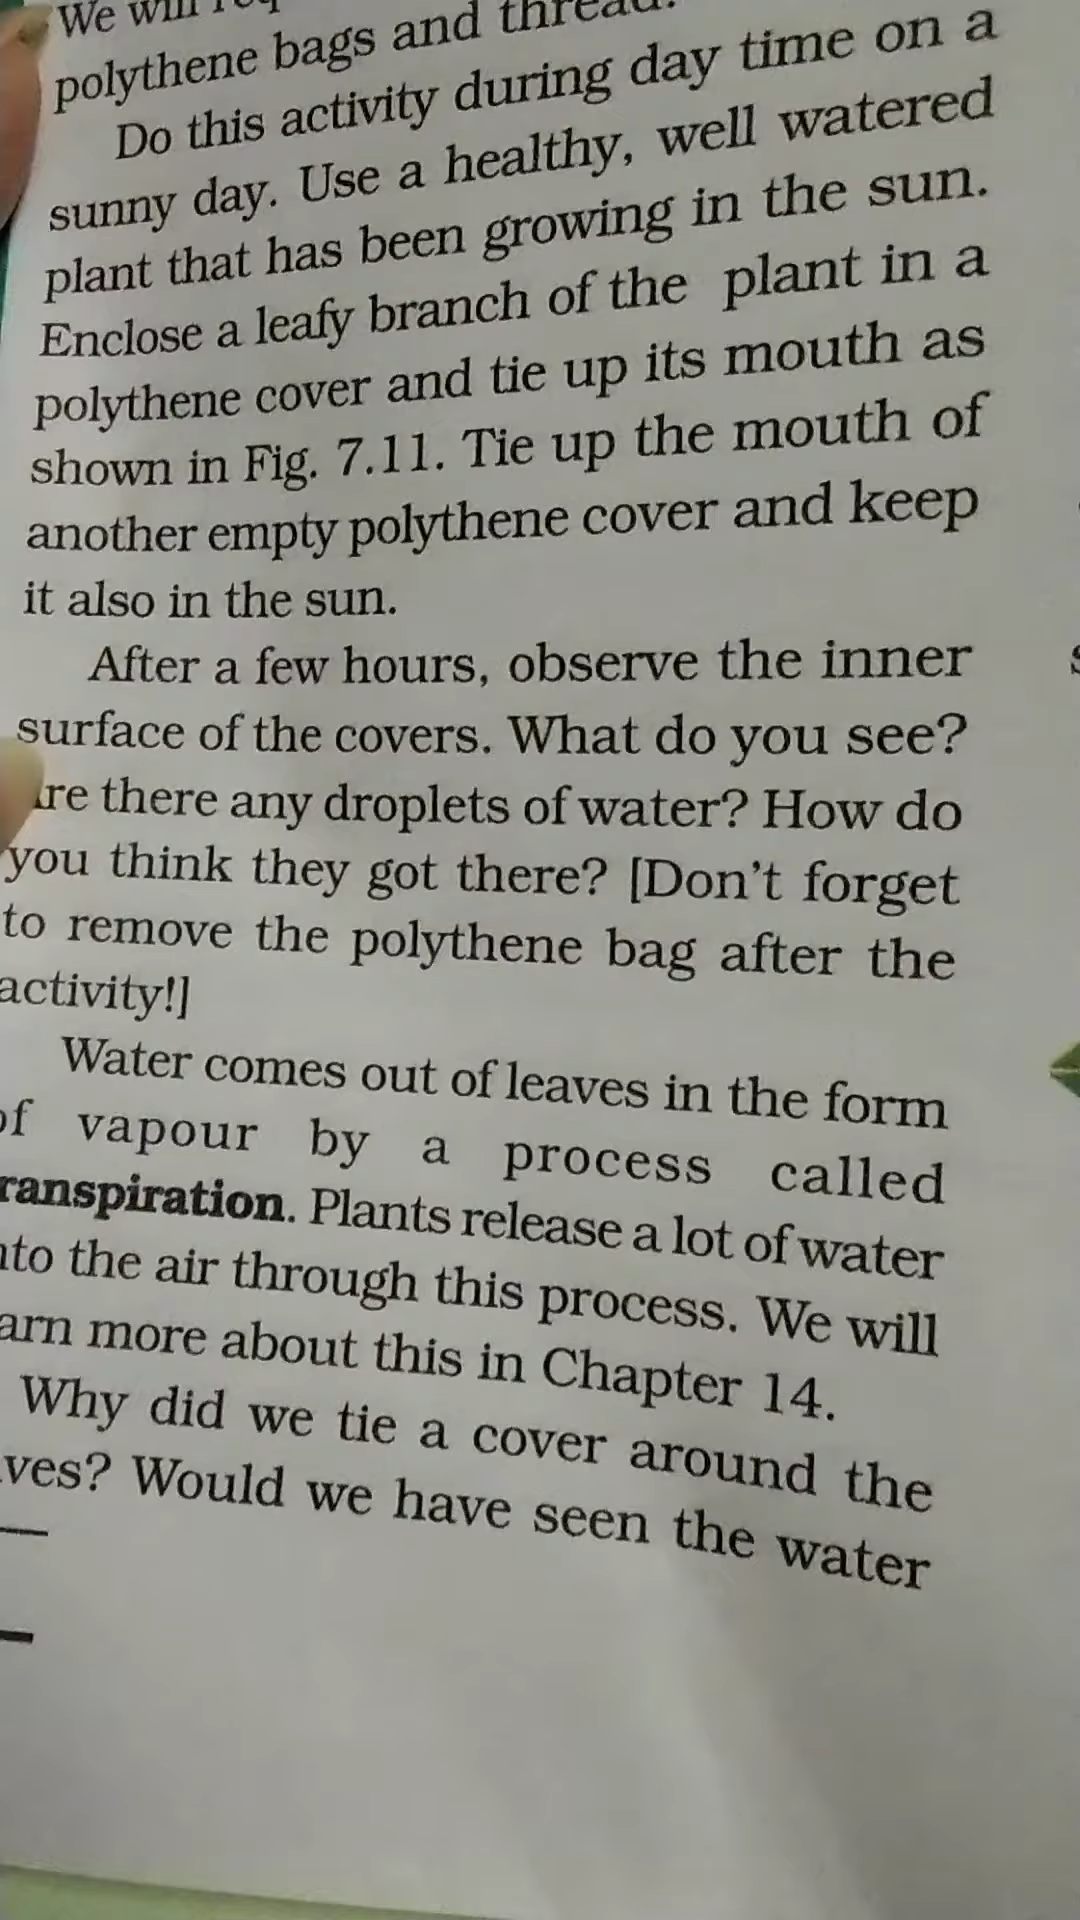 We will
polythene bags and thread.
Do this activity during day time on a
sunny day. Use a healthy, well watered
plant that has been growing in the sun.
Enclose a leafy branch of the plant in a
polythene cover and tie up its mouth as
shown in Fig. 7.11. Tie up the mouth of
another empty polythene cover and keep
it also in the sun.
After a few hours, observe the inner
surface of the covers. What do you see?
re there any droplets of water? How do
you think they got there? [Don't forget
to remove the polythene bag after the
activity!]
Water comes out of leaves in the form
of vapour by a process called
ranspiration. Plants release a lot of water
nto the air through this process. We will
arn more about this in Chapter 14.
Why did we tie a cover around the
ves? Would we have seen the water